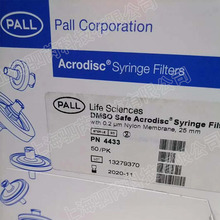 PALL
Pall Corporation
Acrodisc® Syringe Filters
PALL
Life Sciences
DMSO Safe Acrodisc® Syringe Fil
with 0.2 µm Nylon Membrane, 25 mm
PN 4433
50/PK
13279370
2020-11